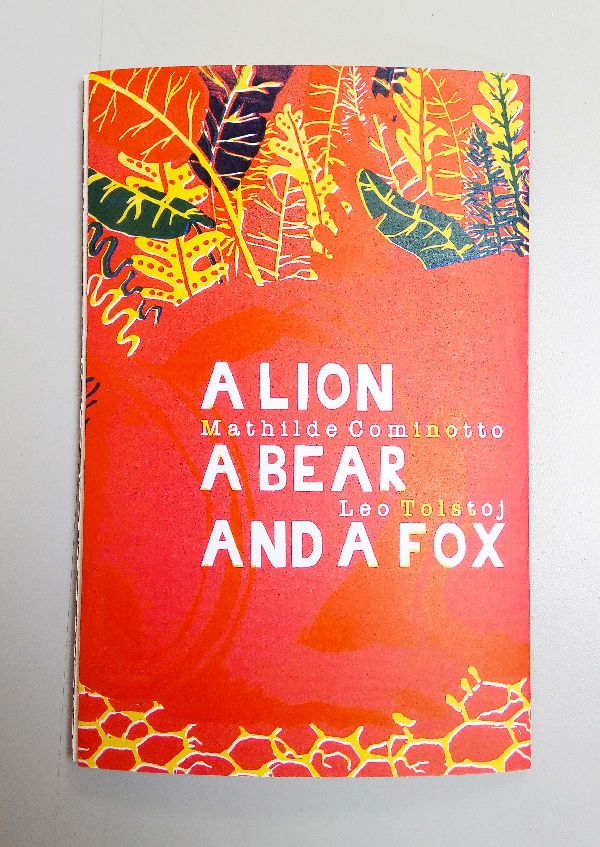 A LION
Mathilde Cominotto
A BEAR
Leo Tolstoj
AND A FOX